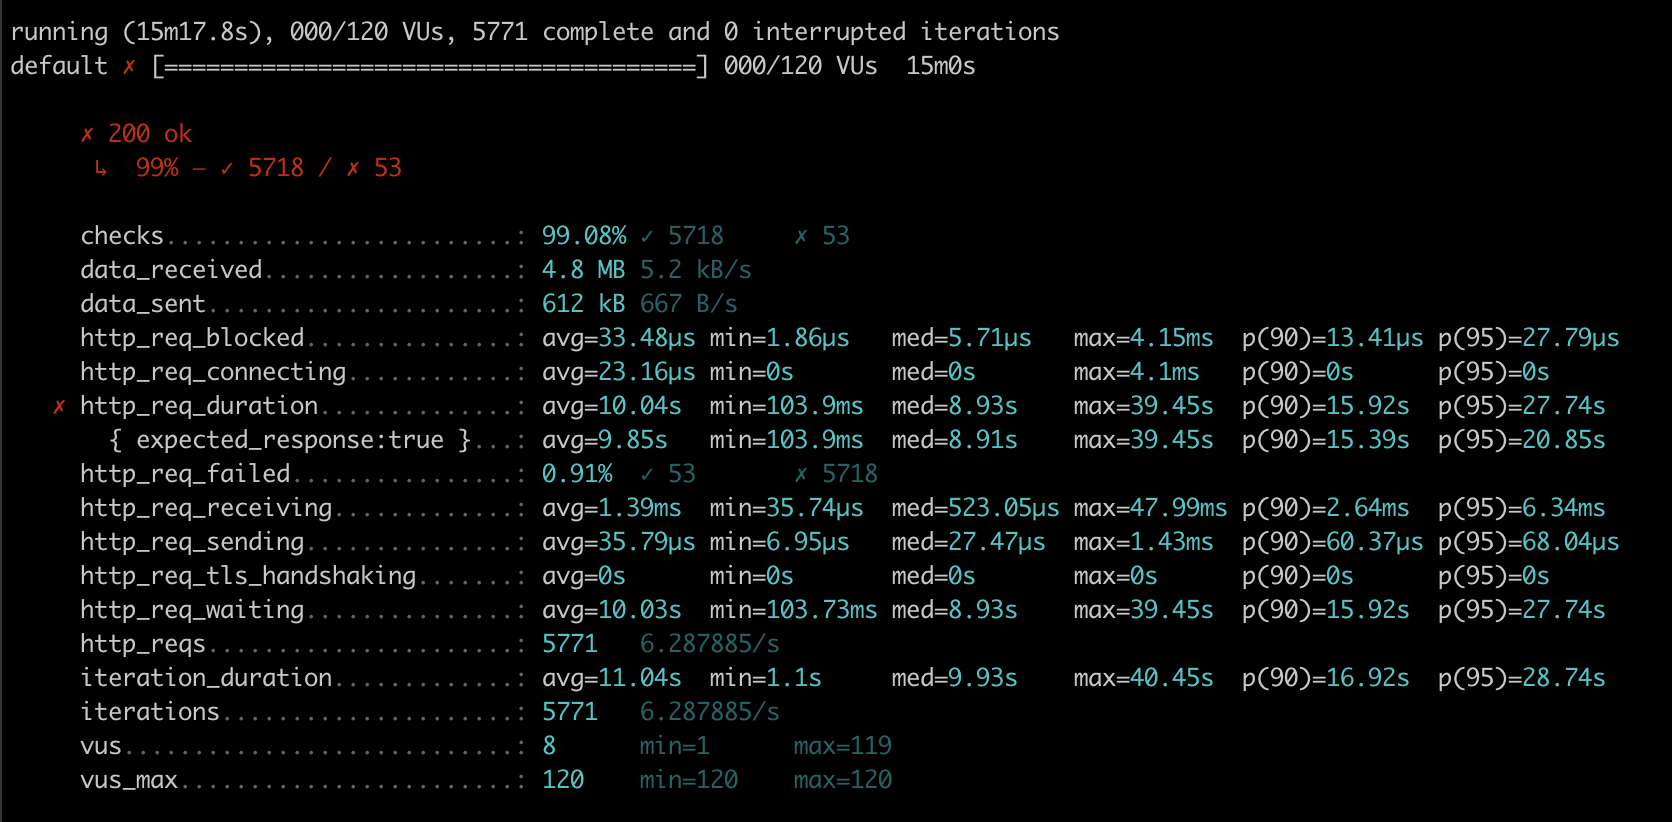 running (15m17.8s), 000/120 VUs, 5771 complete and 0 interrupted iterations
default ✗ [======================================] 000/120 VUs  15m0s
✗ 200 ok
↳  99% — ✓ 5718 / ✗ 53
checks.........................: 99.08% ✓ 5718     ✗ 53
data_received..................: 4.8 MB 5.2 kB/s
data_sent......................: 612 kB 667 B/s
http_req_blocked...............: avg=33.48µs min=1.86µs   med=5.71µs   max=4.15ms  p(90)=13.41µs p(95)=27.79µs
http_req_connecting............: avg=23.16µs min=0s       med=0s       max=4.1ms   p(90)=0s      p(95)=0s
✗ http_req_duration..............: avg=10.04s  min=103.9ms  med=8.93s    max=39.45s  p(90)=15.92s  p(95)=27.74s
{ expected_response:true }...: avg=9.85s   min=103.9ms  med=8.91s    max=39.45s  p(90)=15.39s  p(95)=20.85s
http_req_failed................: 0.91%  ✓ 53       ✗ 5718
http_req_receiving.............: avg=1.39ms  min=35.74µs  med=523.05µs max=47.99ms p(90)=2.64ms  p(95)=6.34ms
http_req_sending...............: avg=35.79µs min=6.95µs   med=27.47µs  max=1.43ms  p(90)=60.37µs p(95)=68.04µs
http_req_tls_handshaking.......: avg=0s      min=0s       med=0s       max=0s      p(90)=0s      p(95)=0s
http_req_waiting...............: avg=10.03s  min=103.73ms med=8.93s    max=39.45s  p(90)=15.92s  p(95)=27.74s
http_reqs......................: 5771   6.287885/s
iteration_duration.............: avg=11.04s  min=1.1s     med=9.93s    max=40.45s  p(90)=16.92s  p(95)=28.74s
iterations.....................: 5771   6.287885/s
vus............................: 8      min=1      max=119
vus_max........................: 120    min=120    max=120